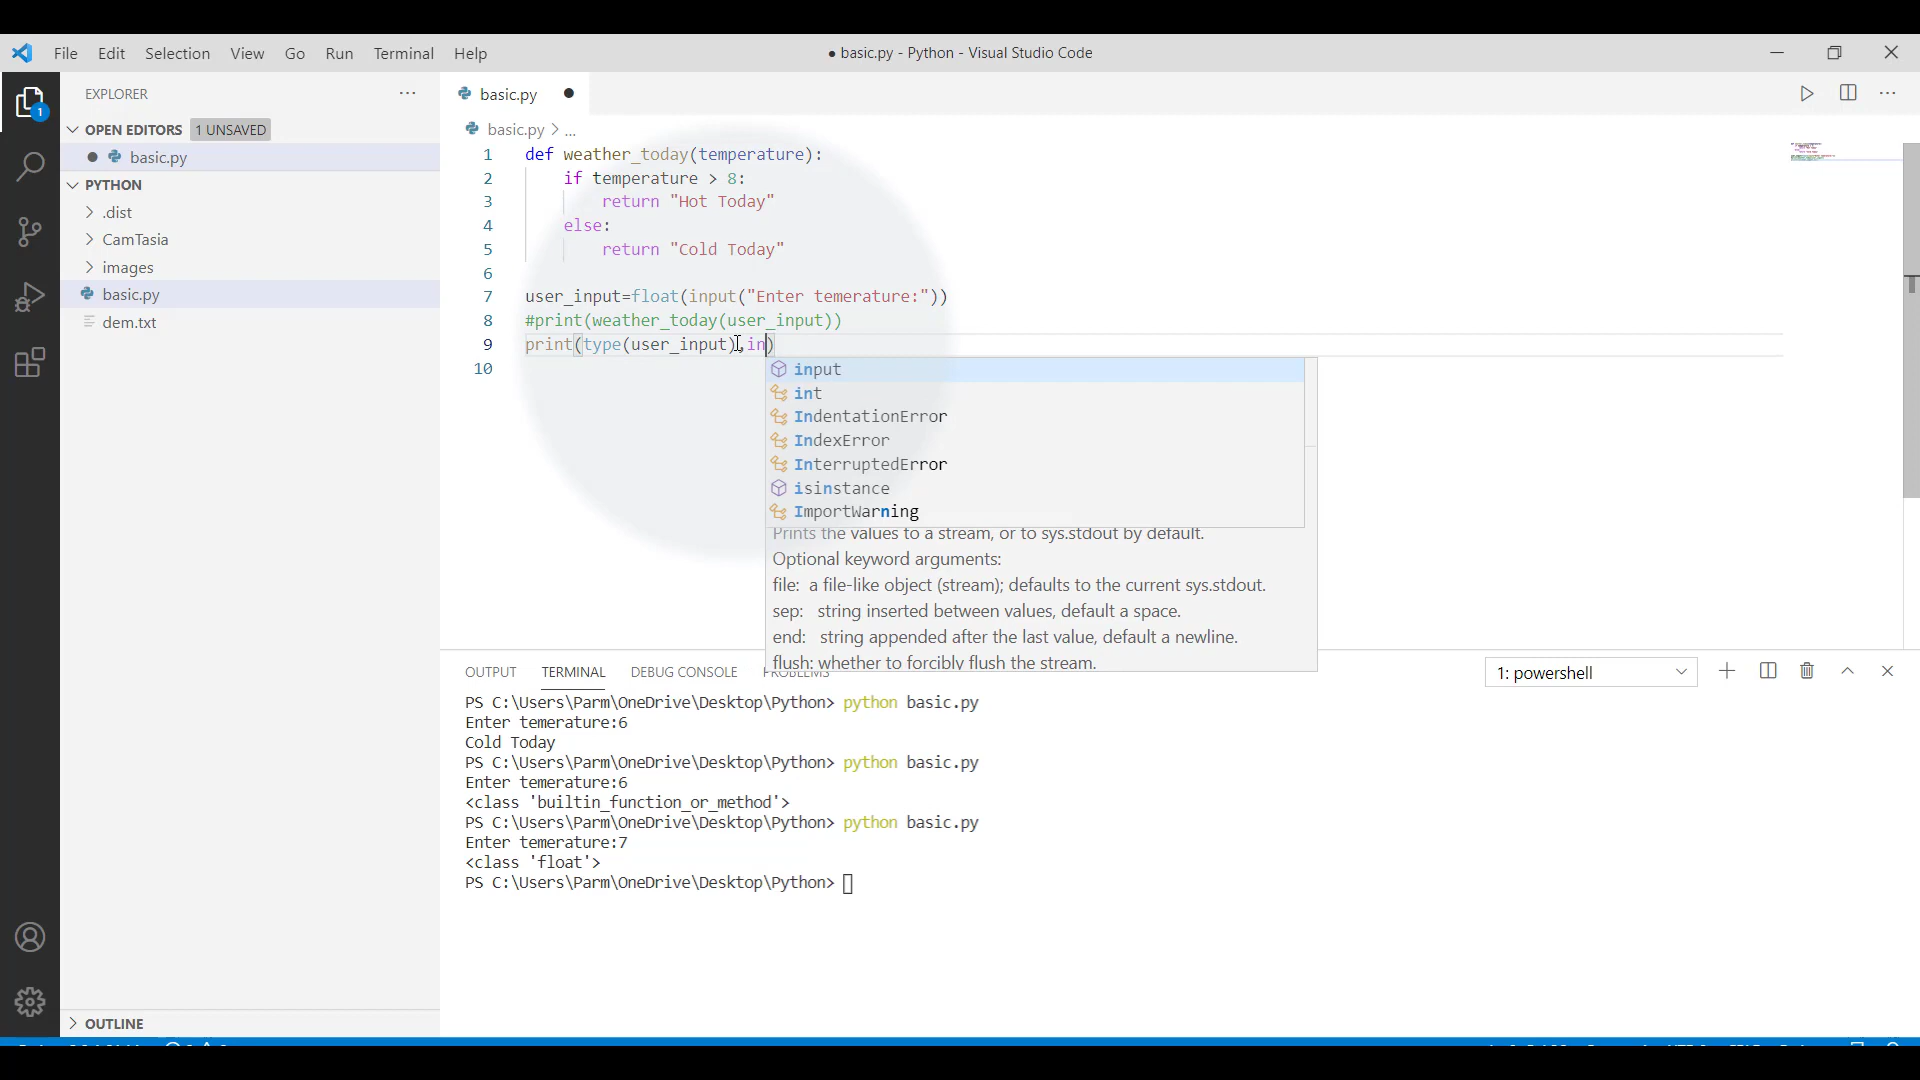 File Edit Selection View Go Run Terminal Help
● basic.py - Python - Visual Studio Code
EXPLORER
1
OPEN EDITORS 1 UNSAVED
basic.py
PYTHON
.dist
CamTasia
images
basic.py
dem.txt
OUTLINE
basic.py
basic.py > ...
1 def weather_today(temperature):
2 if temperature > 8:
3 return "Hot Today"
4 else:
5 return "Cold Today"
6
7 user_input=float(input("Enter temerature:"))
8 #print(weather_today(user_input))
9 print(type(user_input),in)
10
input
int
IndentationError
IndexError
InterruptedError
isinstance
ImportWarning
Prints the values to a stream, or to sys.stdout by default.
Optional keyword arguments:
file: a file-like object (stream); defaults to the current sys.stdout.
sep: string inserted between values, default a space.
end: string appended after the last value, default a newline.
flush: whether to forcibly flush the stream.
OUTPUT TERMINAL DEBUG CONSOLE PROBLEMS
1: powershell
PS C:\Users\Parm\OneDrive\Desktop\Python> python basic.py
Enter temerature:6
Cold Today
PS C:\Users\Parm\OneDrive\Desktop\Python> python basic.py
Enter temerature:6
<class 'builtin_function_or_method'>
PS C:\Users\Parm\OneDrive\Desktop\Python> python basic.py
Enter temerature:7
<class 'float'>
PS C:\Users\Parm\OneDrive\Desktop\Python>